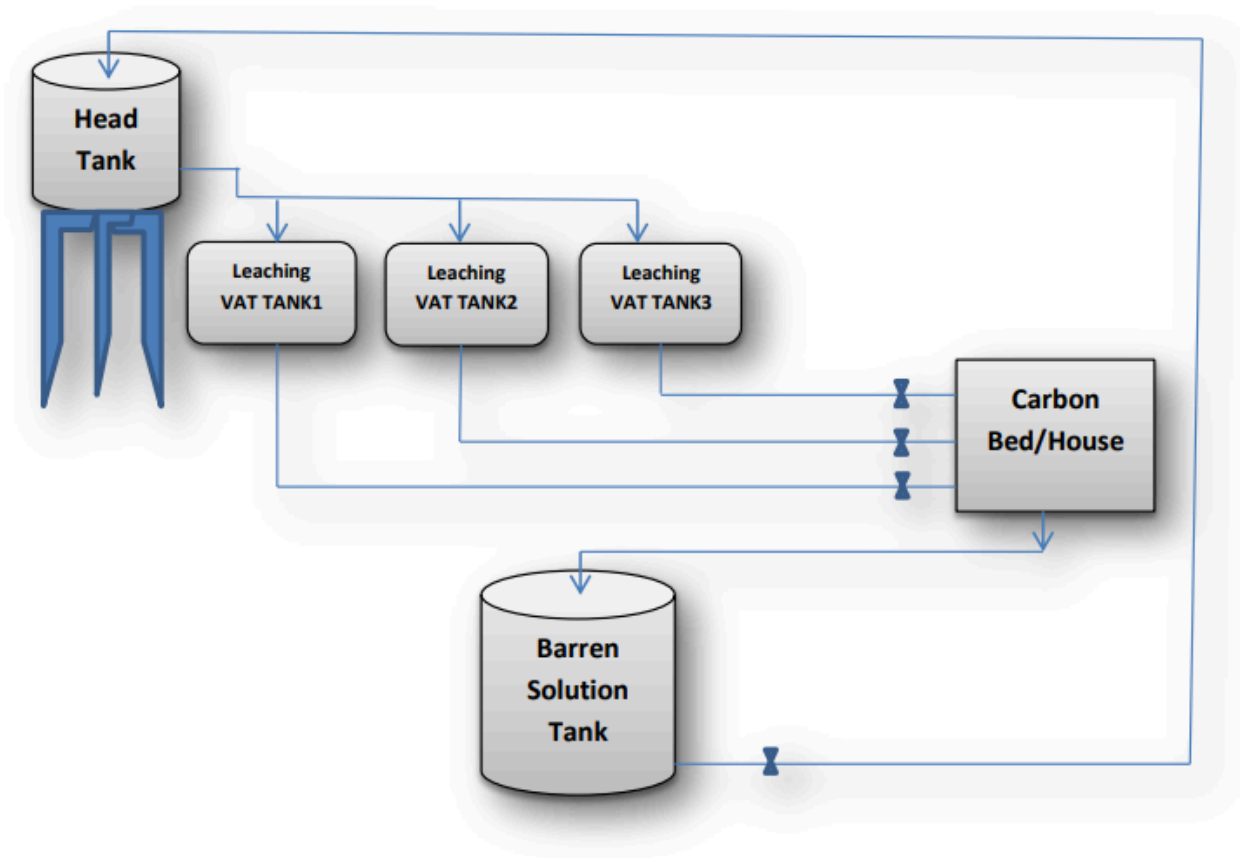 Head
Tank
Leaching
VAT TANK1
Leaching
VAT TANK2
Leaching
VAT TANK3
Carbon
Bed/House
Barren
Solution
Tank